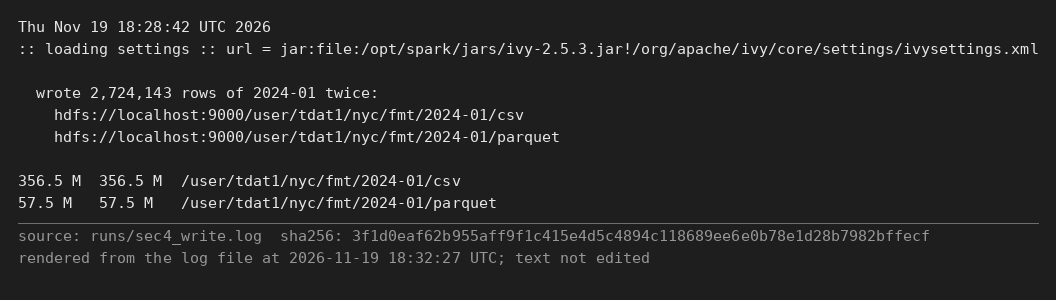 Thu Nov 19 18:28:42 UTC 2026
:: loading settings :: url = jar:file:/opt/spark/jars/ivy-2.5.3.jar!/org/apache/ivy/core/settings/ivysettings.xml
wrote 2,724,143 rows of 2024-01 twice:
hdfs://localhost:9000/user/tdat1/nyc/fmt/2024-01/csv
hdfs://localhost:9000/user/tdat1/nyc/fmt/2024-01/parquet
356.5 M  356.5 M  /user/tdat1/nyc/fmt/2024-01/csv
57.5 M   57.5 M   /user/tdat1/nyc/fmt/2024-01/parquet
source: runs/sec4_write.log  sha256: 3f1d0eaf62b955aff9f1c415e4d5c4894c118689ee6e0b78e1d28b7982bffecf
rendered from the log file at 2026-11-19 18:32:27 UTC; text not edited